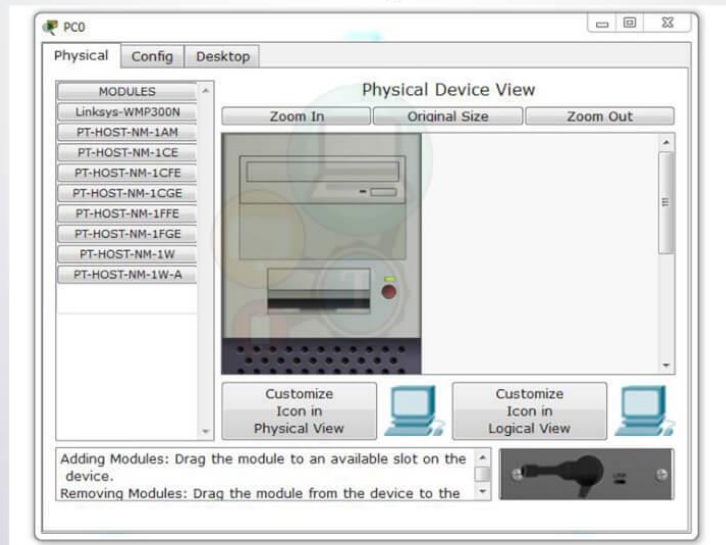 PC0
Physical Config Desktop
MODULES
Linksys-WMP300N
PT-HOST-NM-1AM
PT-HOST-NM-1CE
PT-HOST-NM-1CFE
PT-HOST-NM-1CGE
PT-HOST-NM-1FFE
PT-HOST-NM-1FGE
PT-HOST-NM-1W
PT-HOST-NM-1W-A
Physical Device View
Zoom In Original Size Zoom Out
Customize
Icon in
Physical View
Customize
Icon in
Logical View
Adding Modules: Drag the module to an available slot on the
device.
Removing Modules: Drag the module from the device to the